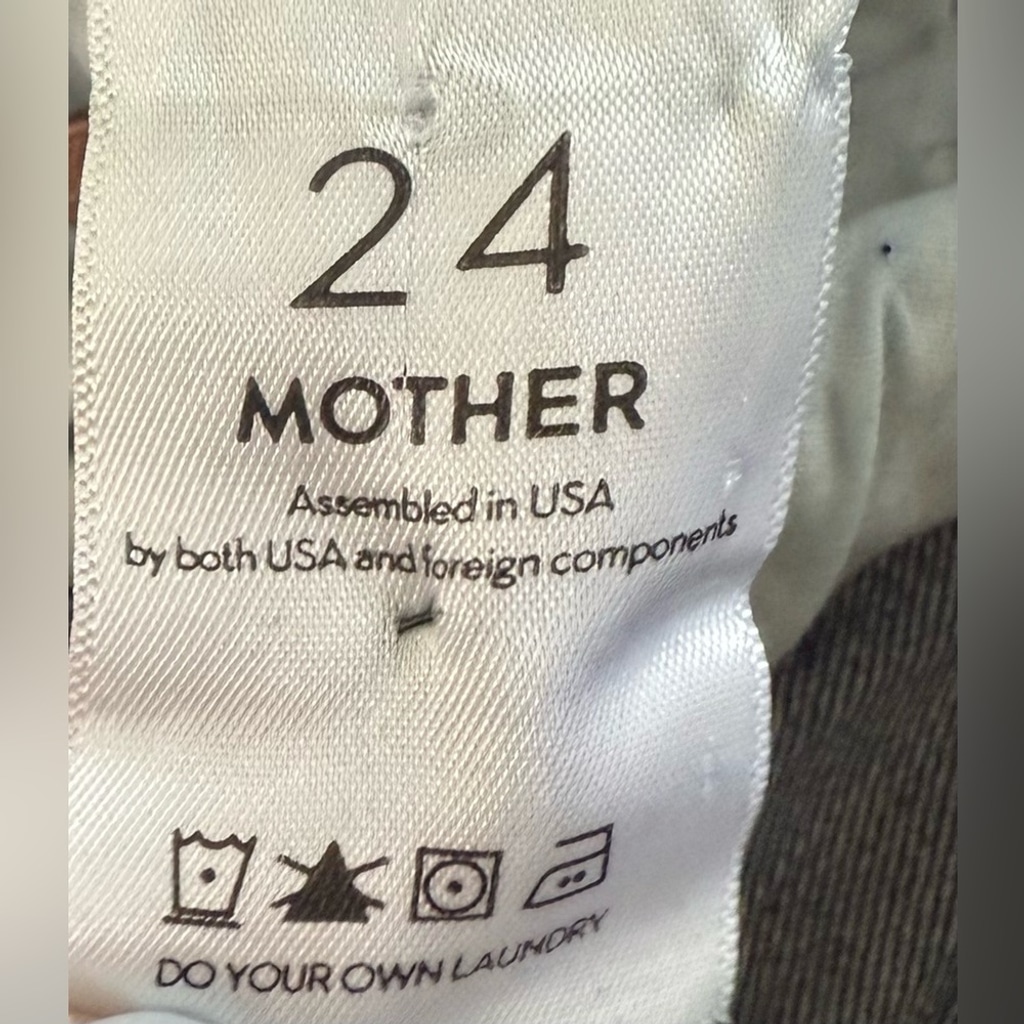 24
MOTHER
Assembled in USA
by both USA and foreign components
DO YOUR OWN LAUNDRY